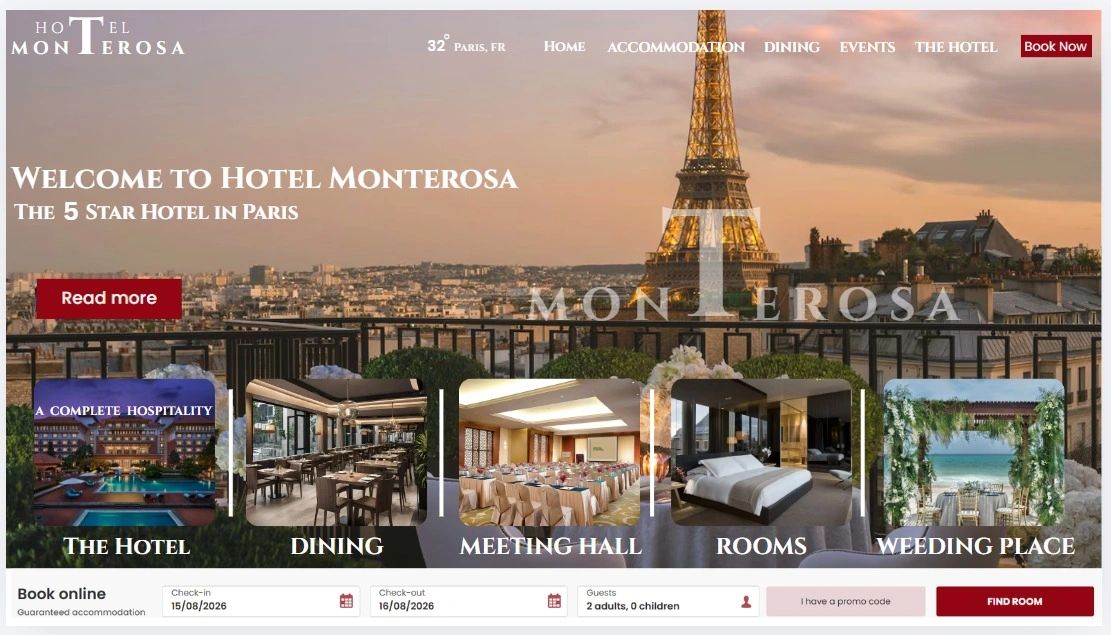 HOTEL
MONTEROSA
32° PARIS, FR
HOME
ACCOMMODATION
DINING
EVENTS
THE HOTEL
Book Now
WELCOME TO HOTEL MONTEROSA
THE 5 STAR HOTEL IN PARIS
Read more
MONTEROSA
A COMPLETE HOSPITALITY
THE HOTEL
DINING
MEETING HALL
ROOMS
WEEDING PLACE
Book online
Guaranteed accommodation
Check-in
15/08/2026
Check-out
16/08/2026
Guests
2 adults, 0 children
I have a promo code
FIND ROOM